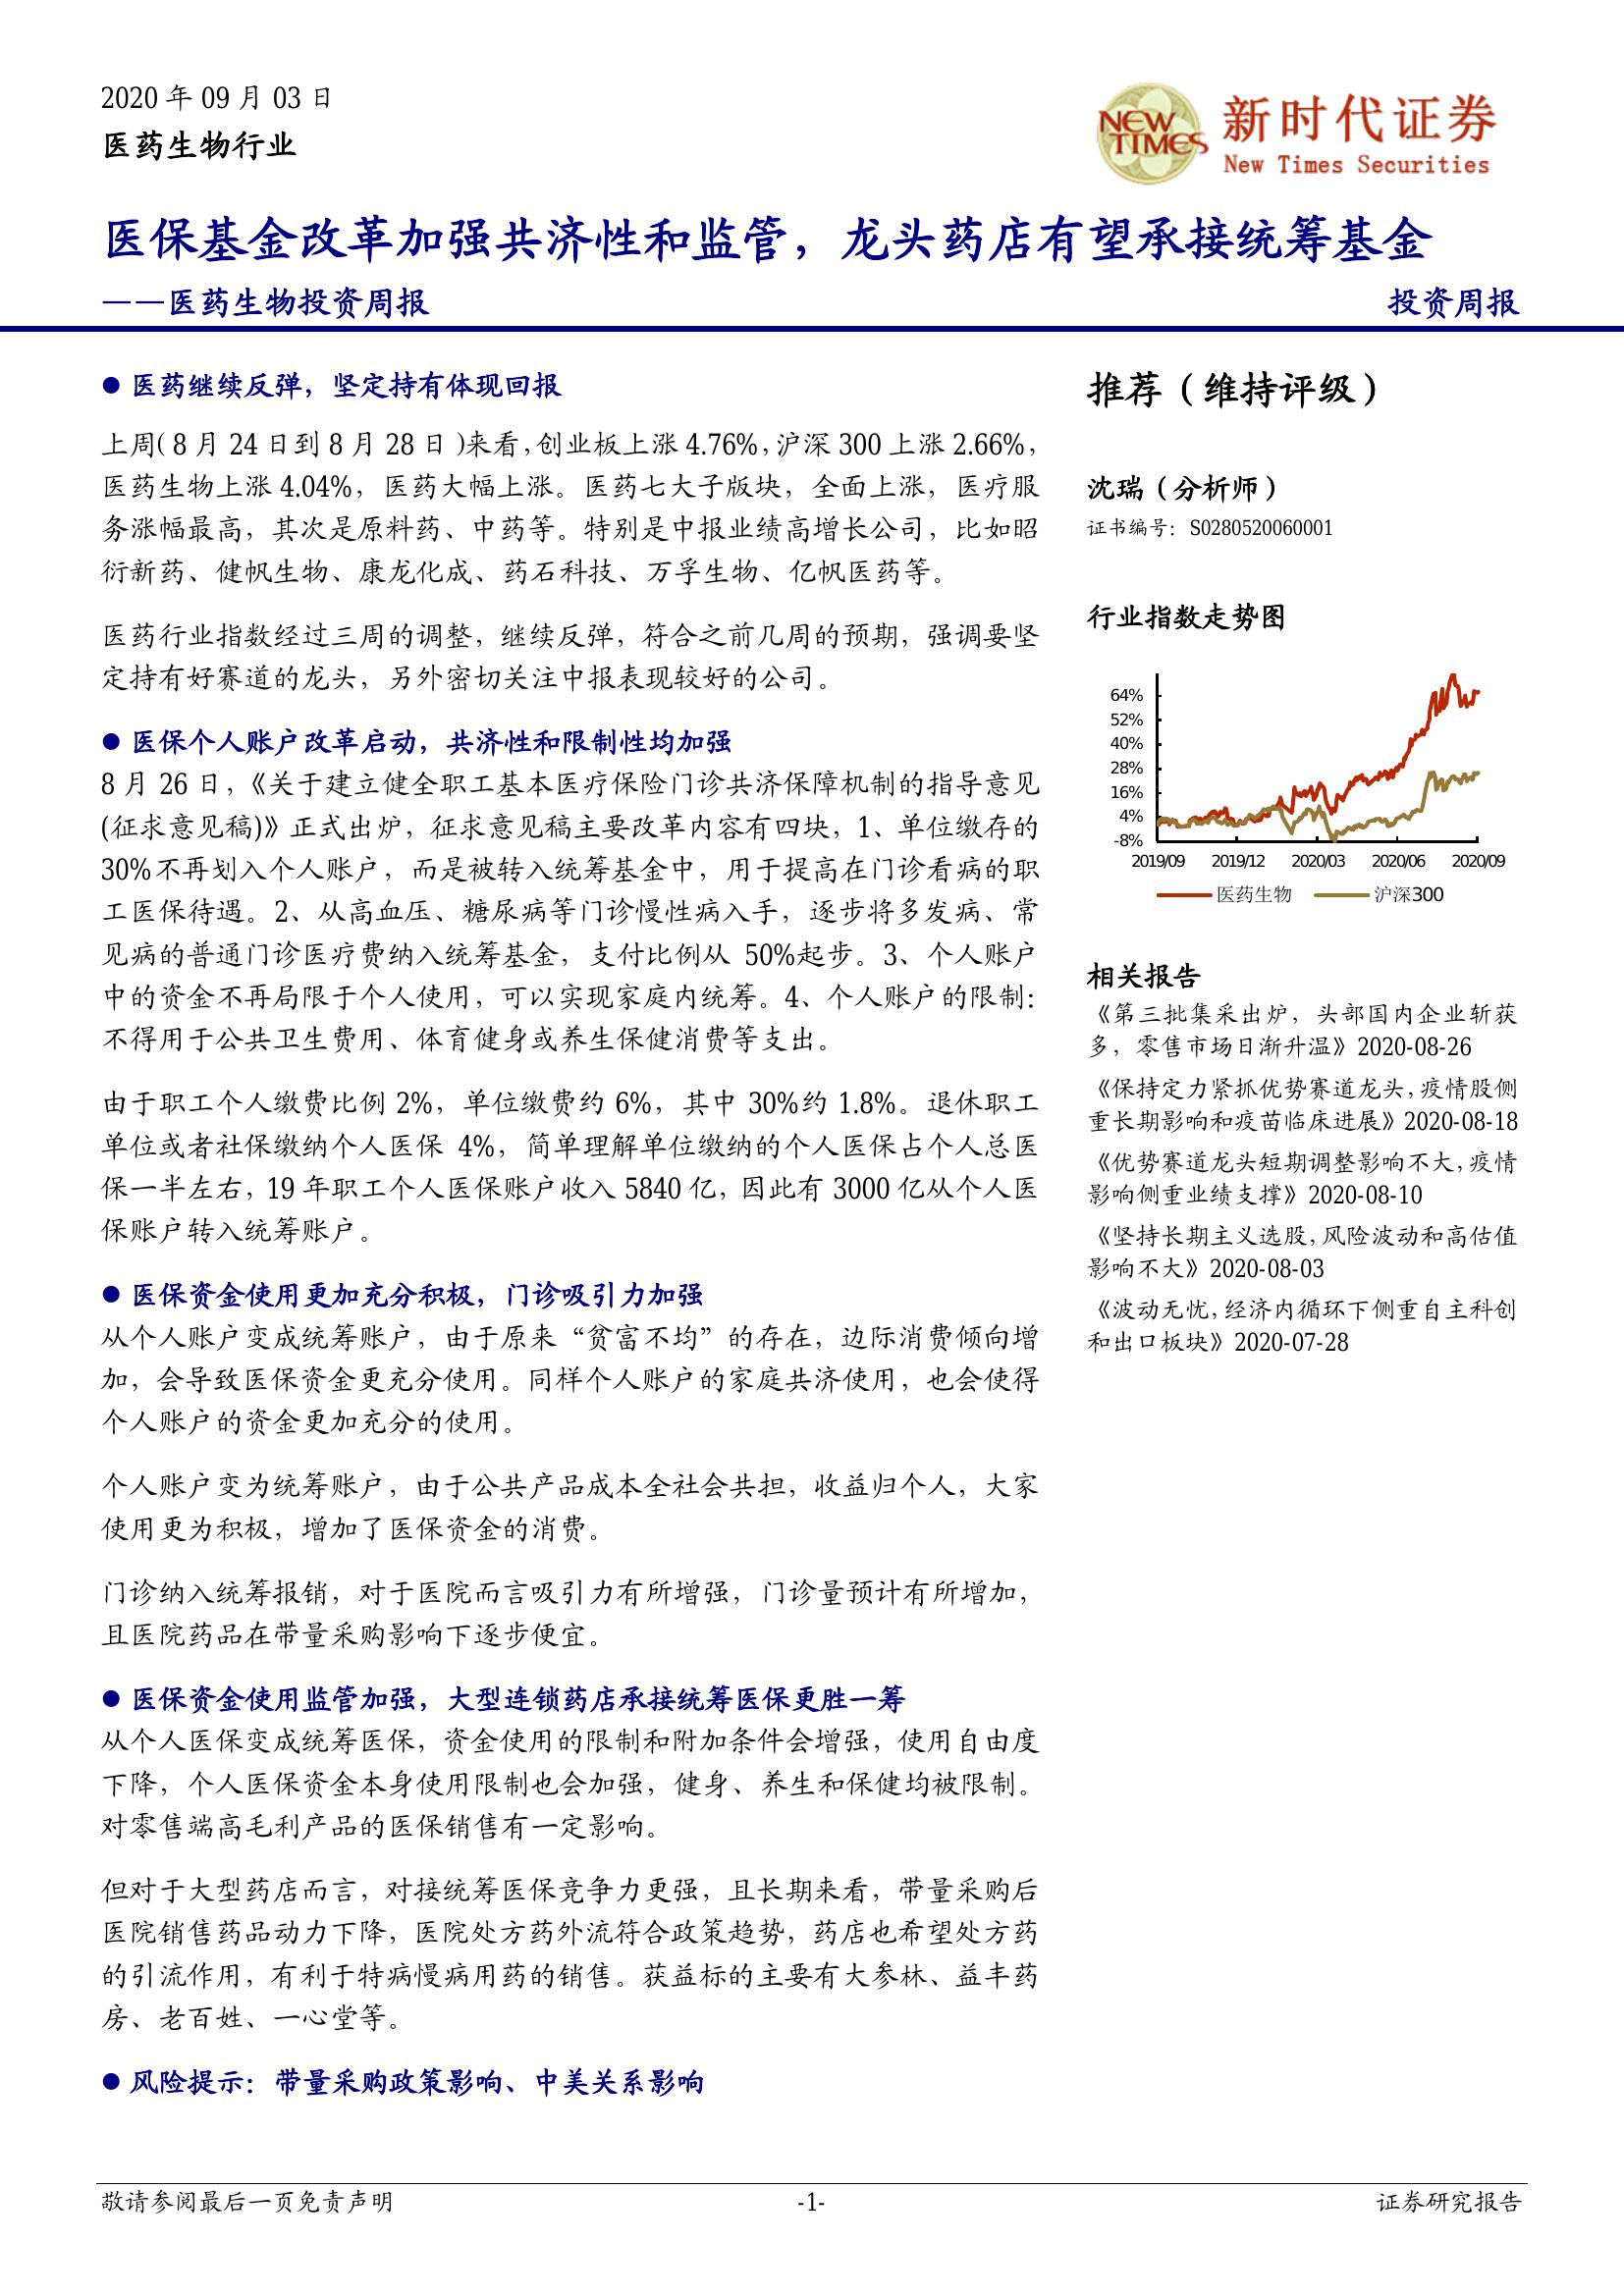 2020 年 09 月 03 日
医药生物行业
NEW
TIMES
新时代证券
New Times Securities
医保基金改革加强共济性和监管，龙头药店有望承接统筹基金
——医药生物投资周报
投资周报
● 医药继续反弹，坚定持有体现回报
上周（8 月 24 日到 8 月 28 日）来看，创业板上涨 4.76%，沪深 300 上涨 2.66%，
医药生物上涨 4.04%，医药大幅上涨。医药七大子版块，全面上涨，医疗服
务涨幅最高，其次是原料药、中药等。特别是中报业绩高增长公司，比如昭
衍新药、健帆生物、康龙化成、药石科技、万孚生物、亿帆医药等。
医药行业指数经过三周的调整，继续反弹，符合之前几周的预期，强调要坚
定持有好赛道的龙头，另外密切关注中报表现较好的公司。
● 医保个人账户改革启动，共济性和限制性均加强
8 月 26 日，《关于建立健全职工基本医疗保险门诊共济保障机制的指导意见
(征求意见稿)》正式出炉，征求意见稿主要改革内容有四块，1、单位缴存的
30%不再划入个人账户，而是被转入统筹基金中，用于提高在门诊看病的职
工医保待遇。2、从高血压、糖尿病等门诊慢性病入手，逐步将多发病、常
见病的普通门诊医疗费纳入统筹基金，支付比例从 50%起步。3、个人账户
中的资金不再局限于个人使用，可以实现家庭内统筹。4、个人账户的限制：
不得用于公共卫生费用、体育健身或养生保健消费等支出。
由于职工个人缴费比例 2%，单位缴费约 6%，其中 30%约 1.8%。退休职工
单位或者社保缴纳个人医保 4%，简单理解单位缴纳的个人医保占个人总医
保一半左右，19 年职工个人医保账户收入 5840 亿，因此有 3000 亿从个人医
保账户转入统筹账户。
● 医保资金使用更加充分积极，门诊吸引力加强
从个人账户变成统筹账户，由于原来“贫富不均”的存在，边际消费倾向增
加，会导致医保资金更充分使用。同样个人账户的家庭共济使用，也会使得
个人账户的资金更加充分的使用。
个人账户变为统筹账户，由于公共产品成本全社会共担，收益归个人，大家
使用更为积极，增加了医保资金的消费。
门诊纳入统筹报销，对于医院而言吸引力有所增强，门诊量预计有所增加，
且医院药品在带量采购影响下逐步便宜。
● 医保资金使用监管加强，大型连锁药店承接统筹医保更胜一筹
从个人医保变成统筹医保，资金使用的限制和附加条件会增强，使用自由度
下降，个人医保资金本身使用限制也会加强，健身、养生和保健均被限制。
对零售端高毛利产品的医保销售有一定影响。
但对于大型药店而言，对接统筹医保竞争力更强，且长期来看，带量采购后
医院销售药品动力下降，医院处方药外流符合政策趋势，药店也希望处方药
的引流作用，有利于特病慢病用药的销售。获益标的主要有大参林、益丰药
房、老百姓、一心堂等。
● 风险提示：带量采购政策影响、中美关系影响
推荐（维持评级）
沈瑞（分析师）
证书编号：S0280520060001
行业指数走势图
64%
52%
40%
28%
16%
4%
-8%
2019/09 2019/12 2020/03 2020/06 2020/09
医药生物 沪深300
相关报告
《第三批集采出炉，头部国内企业斩获
多，零售市场日渐升温》2020-08-26
《保持定力紧抓优势赛道龙头，疫情股侧
重长期影响和疫苗临床进展》2020-08-18
《优势赛道龙头短期调整影响不大，疫情
影响侧重业绩支撑》2020-08-10
《坚持长期主义选股，风险波动和高估值
影响不大》2020-08-03
《波动无忧，经济内循环下侧重自主科创
和出口板块》2020-07-28
敬请参阅最后一页免责声明
-1-
证券研究报告